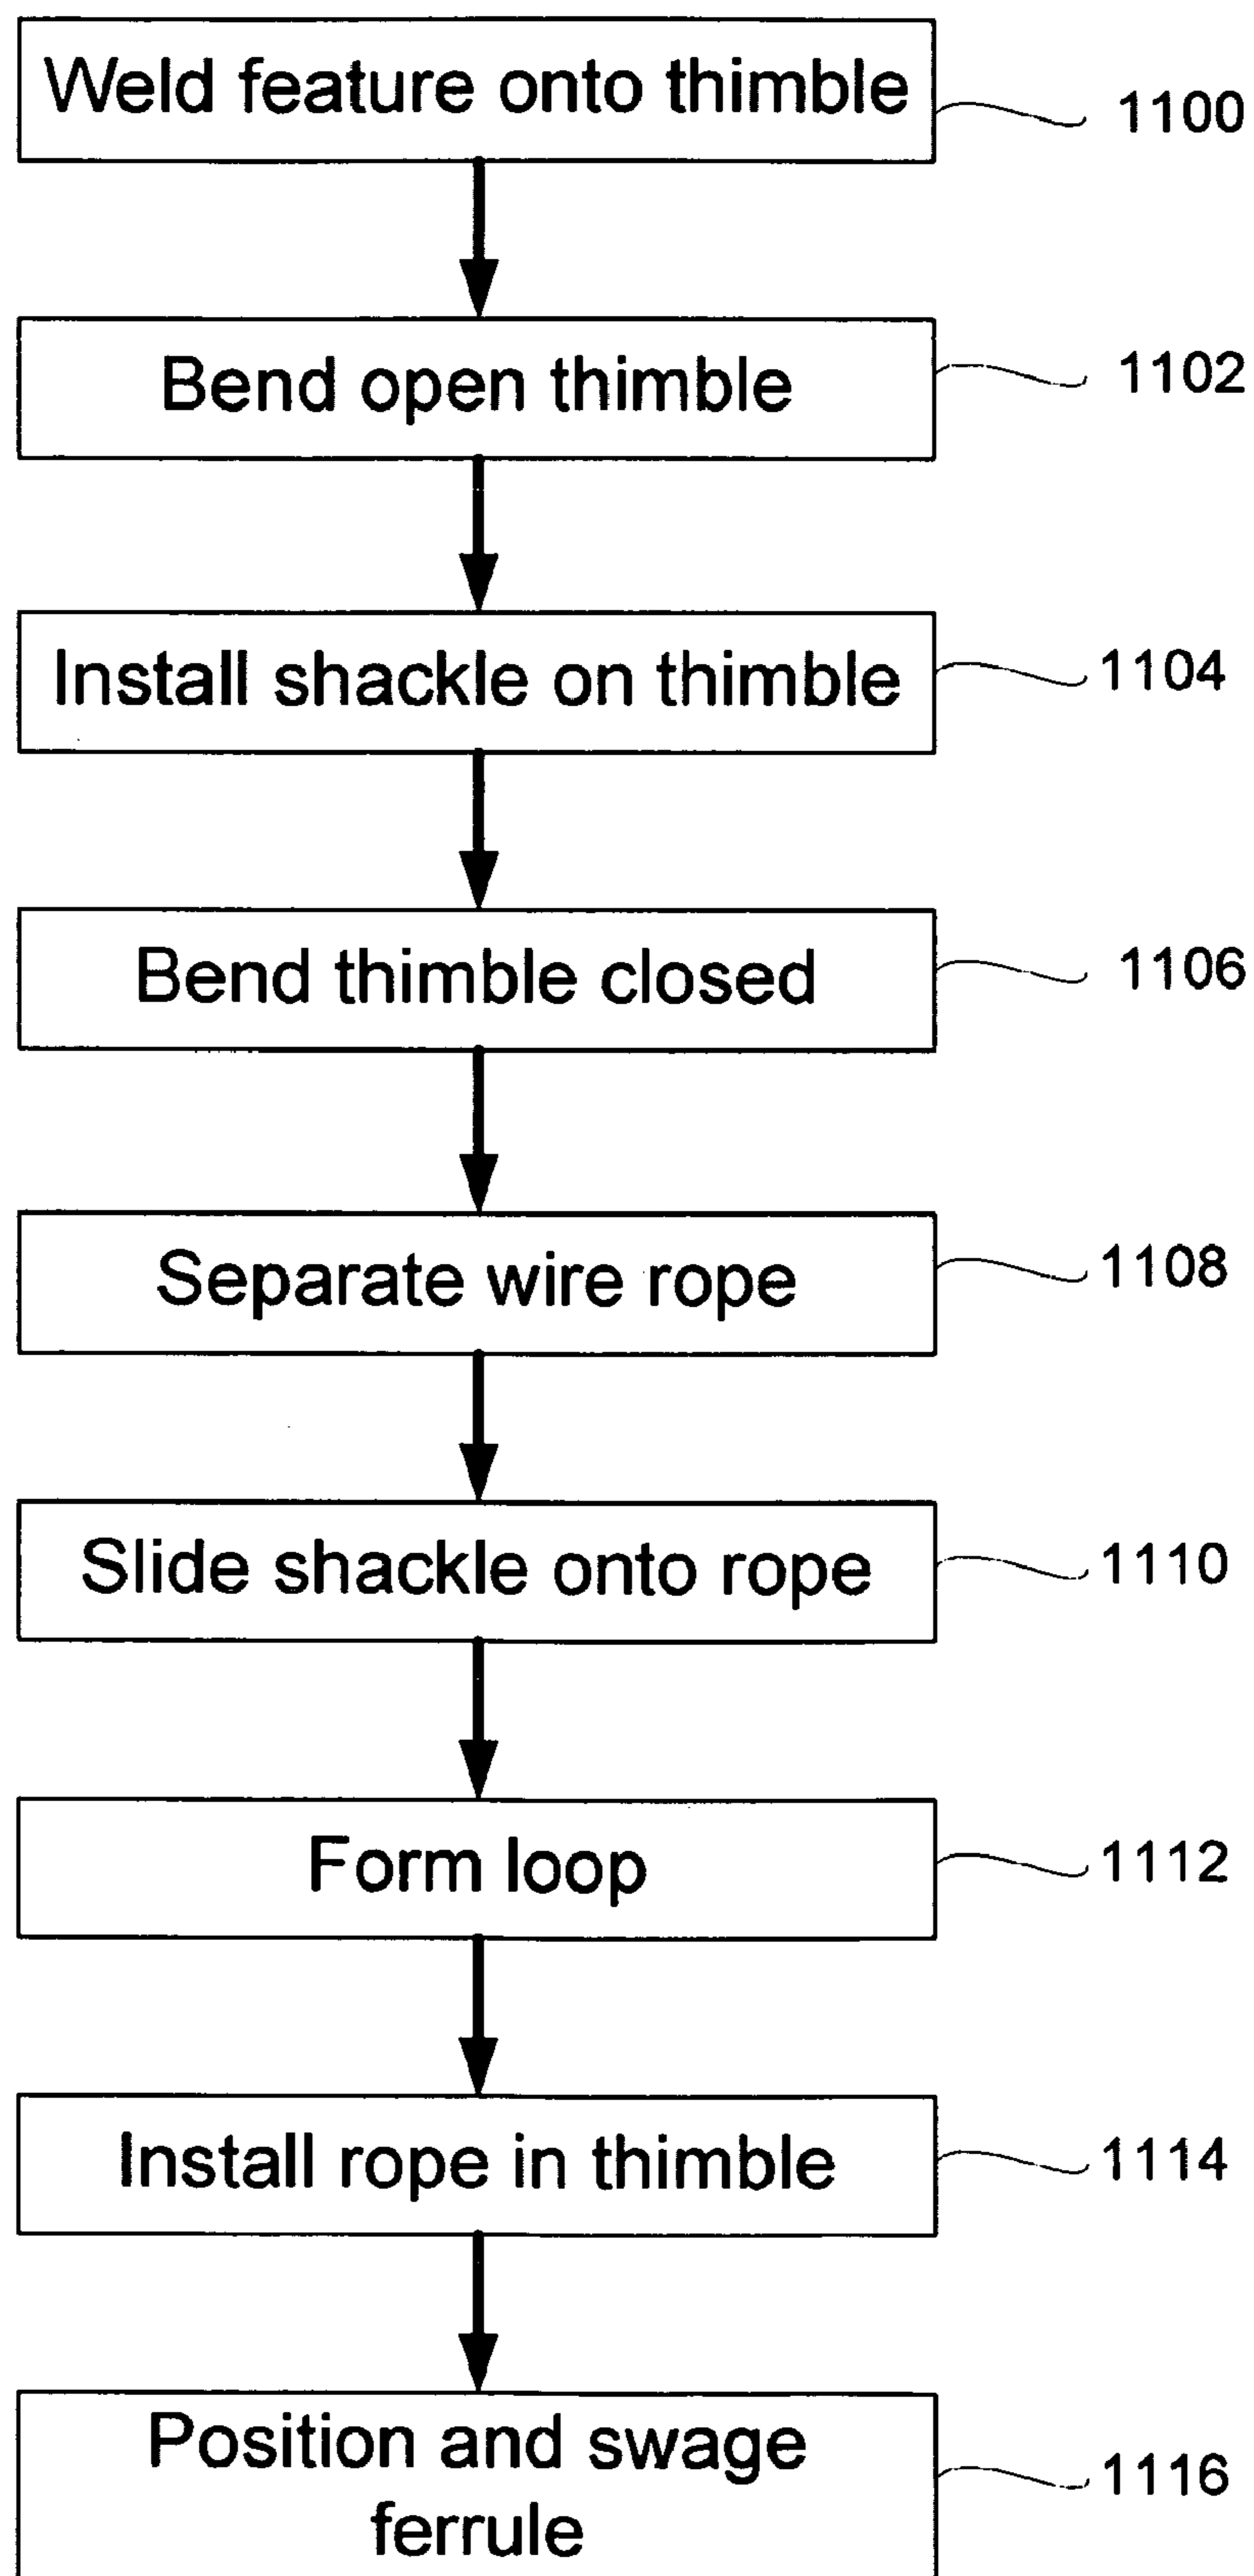 Weld feature onto thimble
1100
Bend open thimble
1102
Install shackle on thimble
1104
Bend thimble closed
1106
Separate wire rope
1108
Slide shackle onto rope
1110
Form loop
1112
Install rope in thimble
1114
Position and swage
ferrule
1116